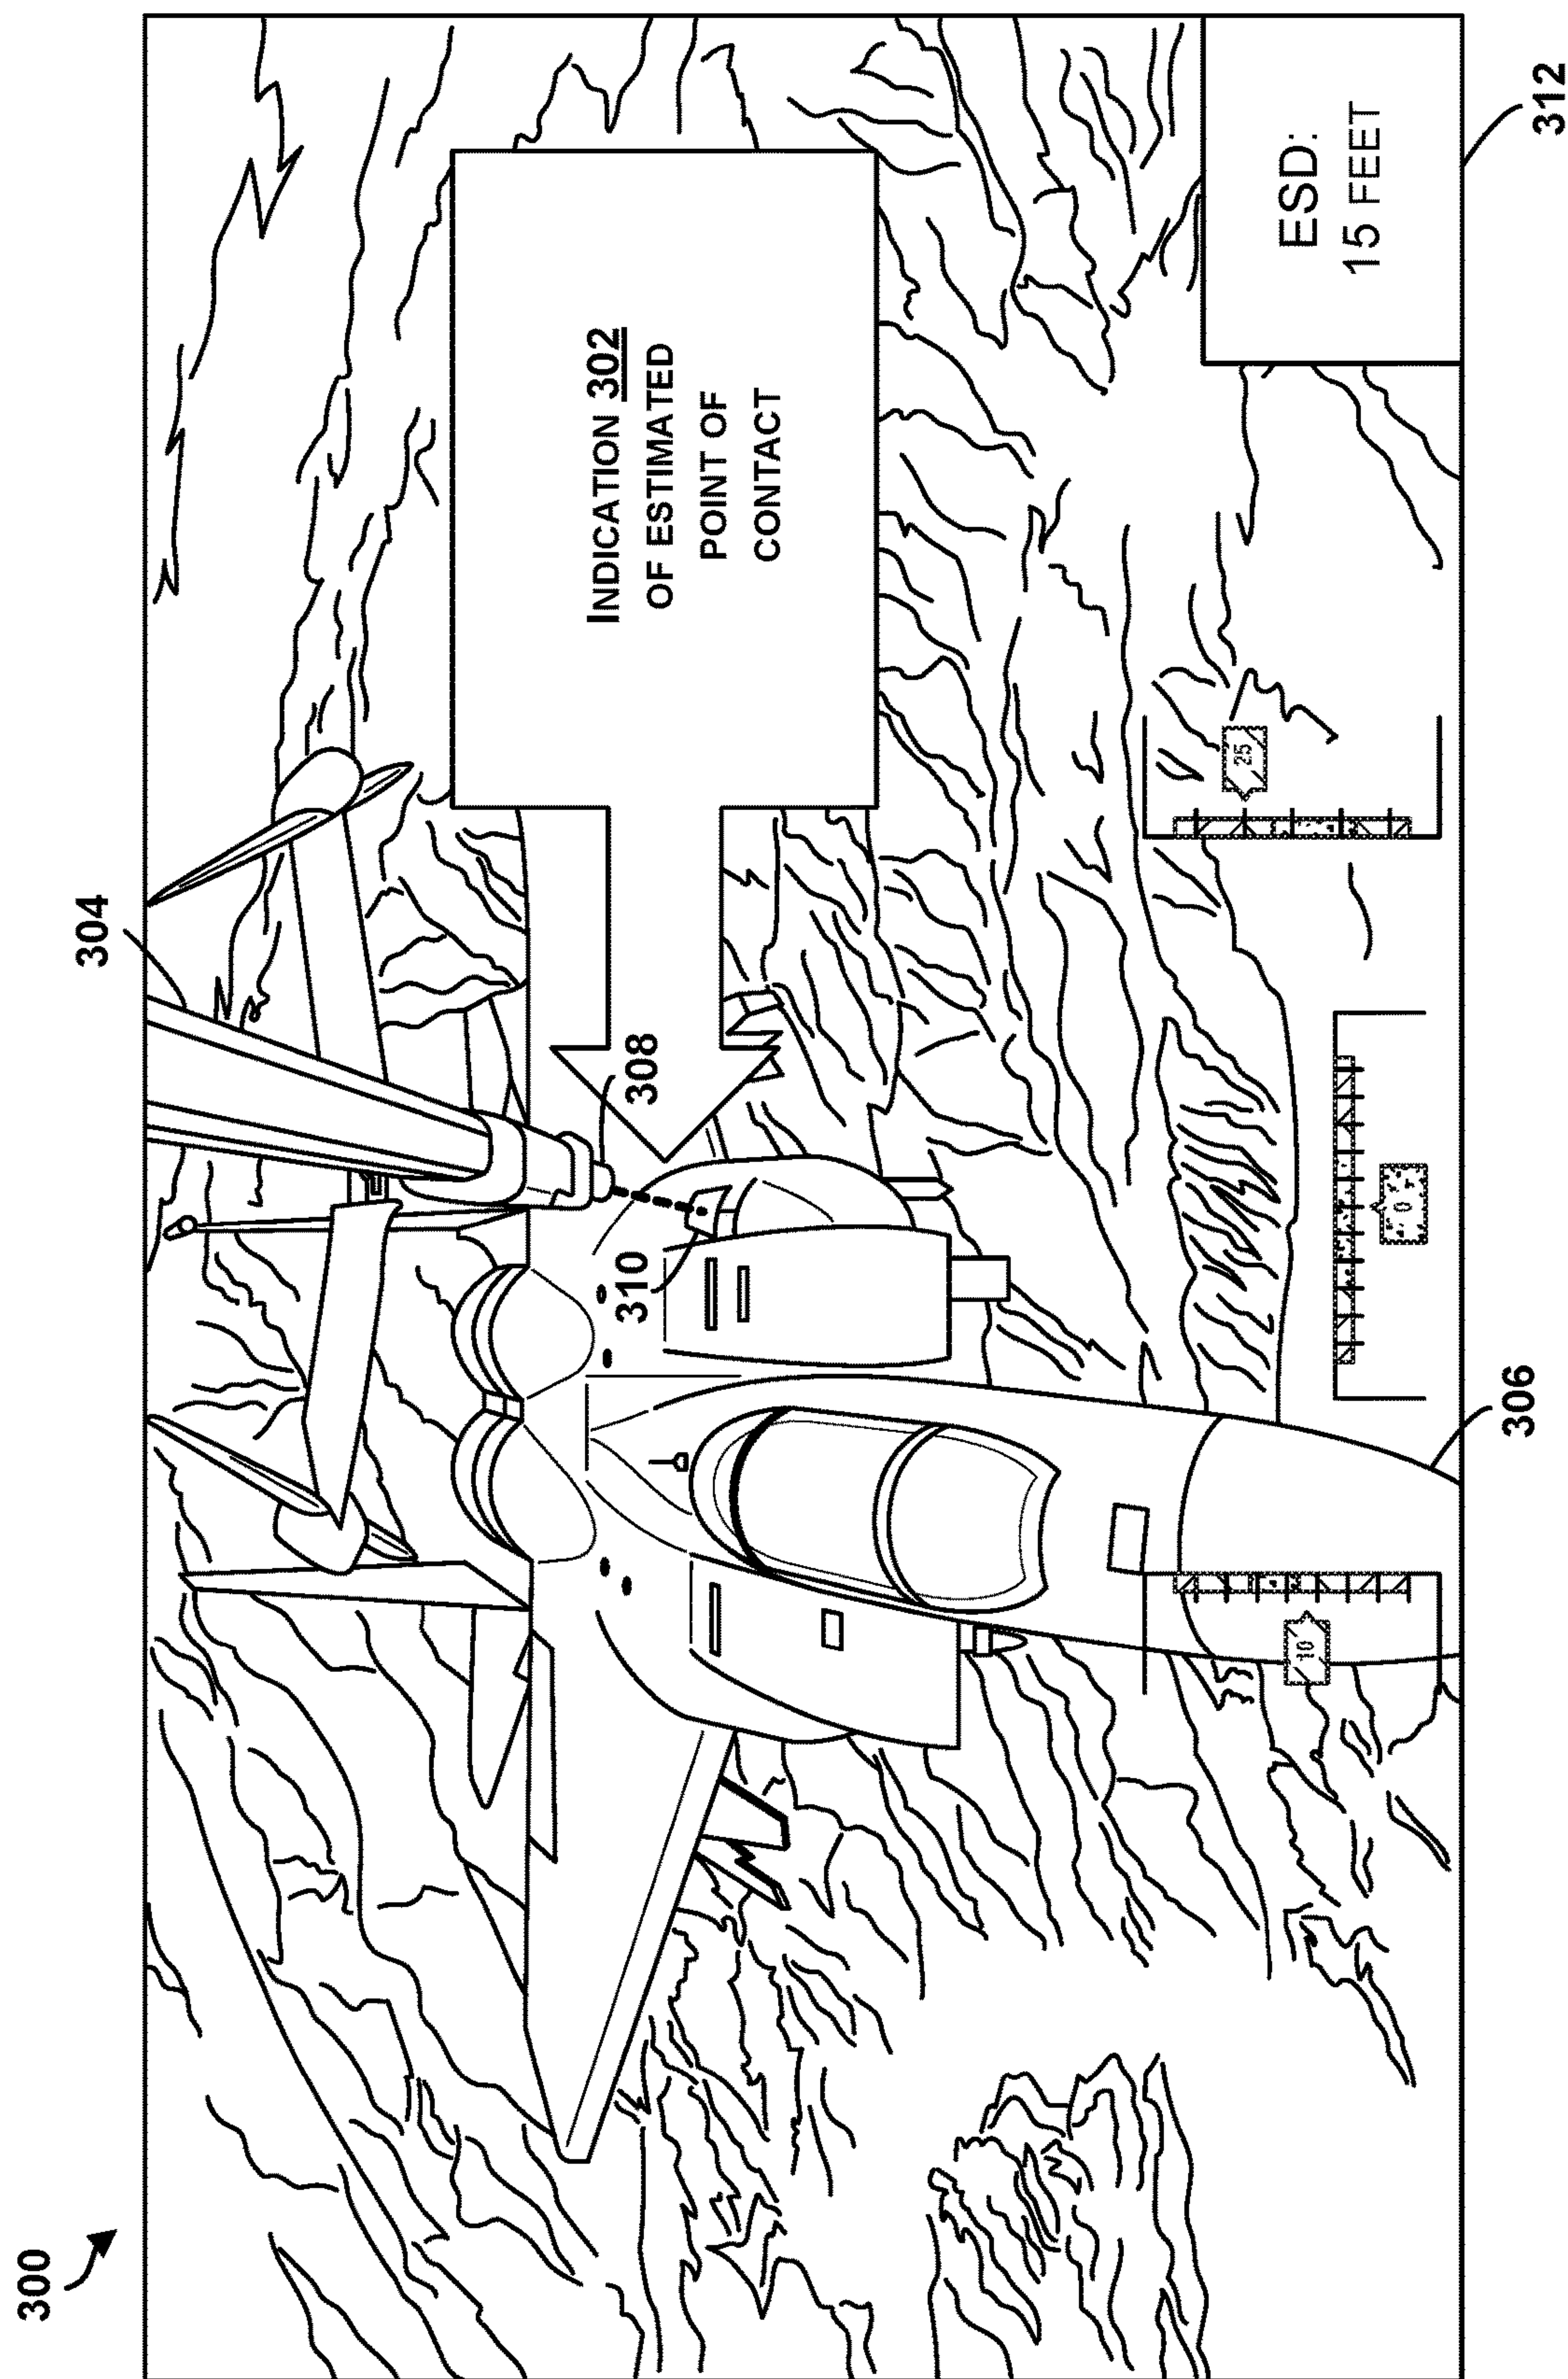 300
304
INDICATION 302
OF ESTIMATED
POINT OF
CONTACT
308
310
10
0
25
ESD:
15 FEET
306
312